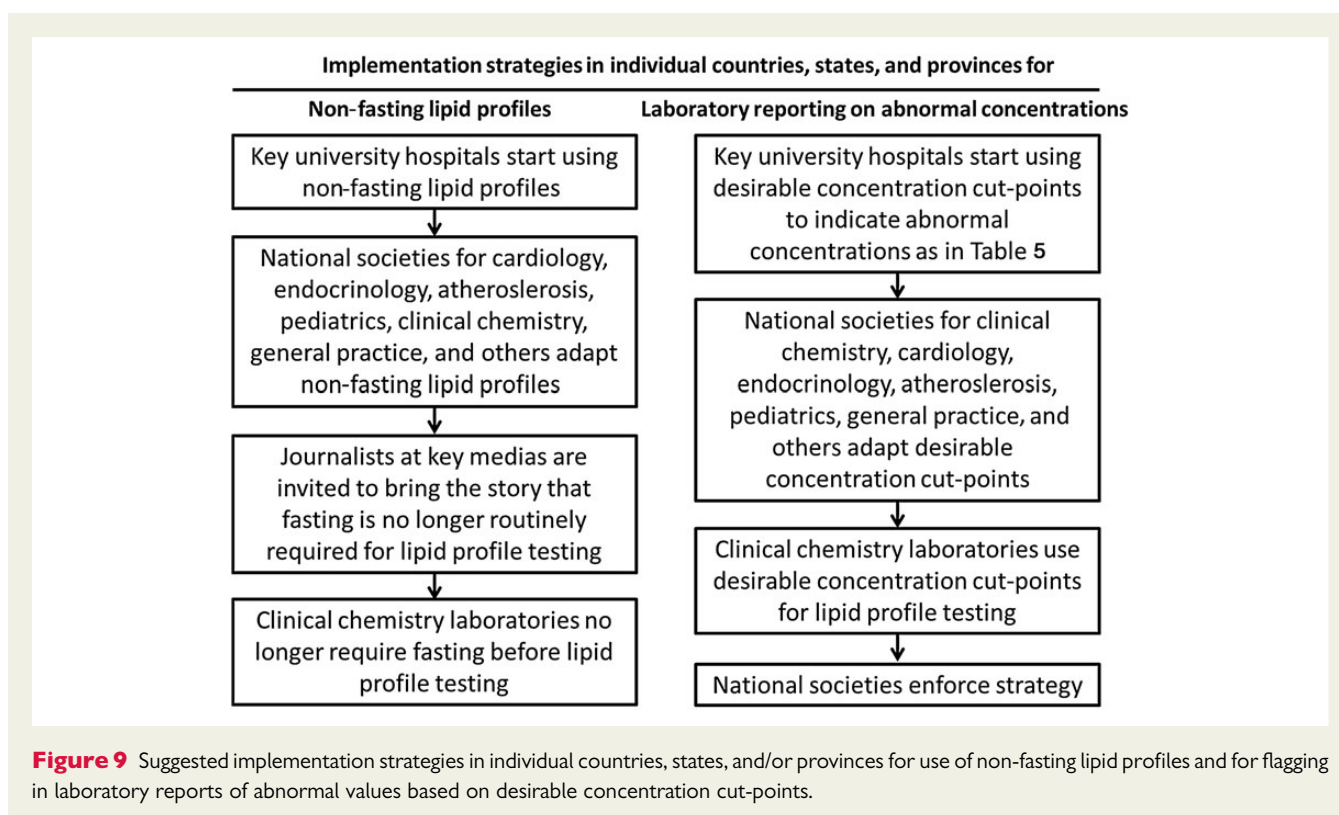 Implementation strategies in individual countries, states, and provinces for
Non-fasting lipid profiles
Key university hospitals start using
non-fasting lipid profiles
National societies for cardiology,
endocrinology, atheroslerosis,
pediatrics, clinical chemistry,
general practice, and others adapt
non-fasting lipid profiles
Journalists at key medias are
invited to bring the story that
fasting is no longer routinely
required for lipid profile testing
Clinical chemistry laboratories no
longer require fasting before lipid
profile testing
Laboratory reporting on abnormal concentrations
Key university hospitals start using
desirable concentration cut-points
to indicate abnormal
concentrations as in Table 5
National societies for clinical
chemistry, cardiology,
endocrinology, atheroslerosis,
pediatrics, general practice, and
others adapt desirable
concentration cut-points
Clinical chemistry laboratories use
desirable concentration cut-points
for lipid profile testing
National societies enforce strategy
Figure 9 Suggested implementation strategies in individual countries, states, and/or provinces for use of non-fasting lipid profiles and for flagging
in laboratory reports of abnormal values based on desirable concentration cut-points.